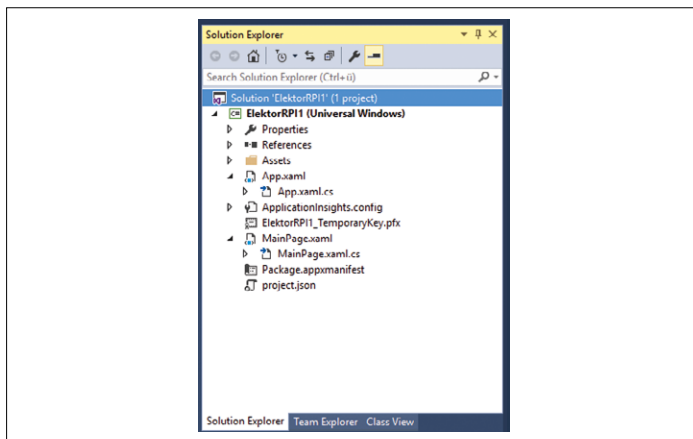 Solution Explorer
Search Solution Explorer (Ctrl+ü)
Solution 'ElektorRPI1' (1 project)
ElektorRPI1 (Universal Windows)
Properties
References
Assets
App.xaml
App.xaml.cs
ApplicationInsights.config
ElektorRPI1_TemporaryKey.pfx
MainPage.xaml
MainPage.xaml.cs
Package.appxmanifest
project.json
Solution Explorer Team Explorer Class View